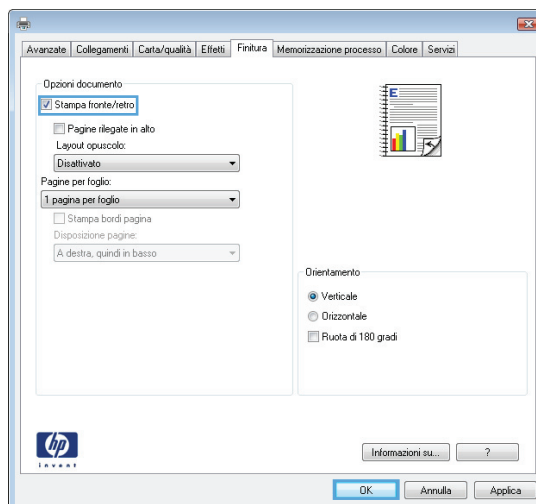 Avanzate Collegamenti Carta/qualità Effetti Finitura Memorizzazione processo Colore Servizi
Opzioni documento
Stampa fronte/retro
Pagine rilegate in alto
Layout opuscolo:
Disattivato
Pagine per foglio:
1 pagina per foglio
Stampa bordi pagina
Disposizione pagine:
A destra, quindi in basso
E
Orientamento
Verticale
Orizzontale
Ruota di 180 gradi
hp
invent
Informazioni su... ?
OK Annulla Applica